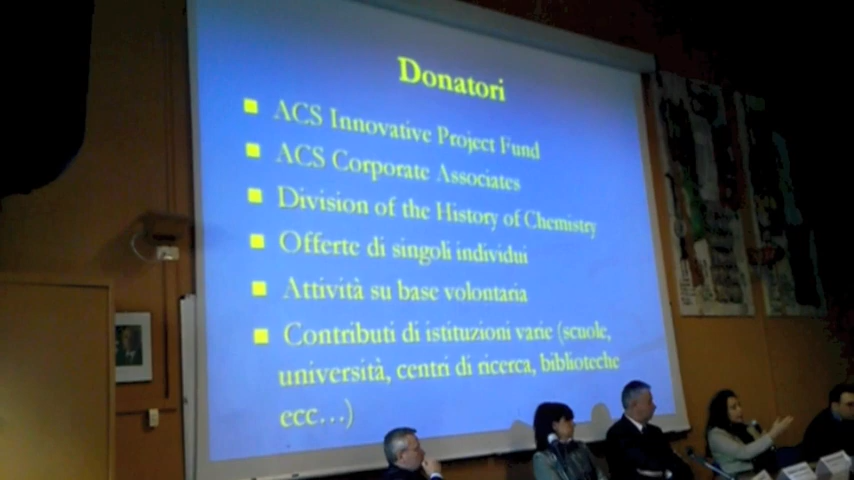 Donatori
ACS Innovative Project Fund
ACS Corporate Associates
Division of the History of Chemistry
Offerte di singoli individui
Attività su base volontaria
Contributi di istituzioni varie (scuole,
università, centri di ricerca, biblioteche
ecc…)